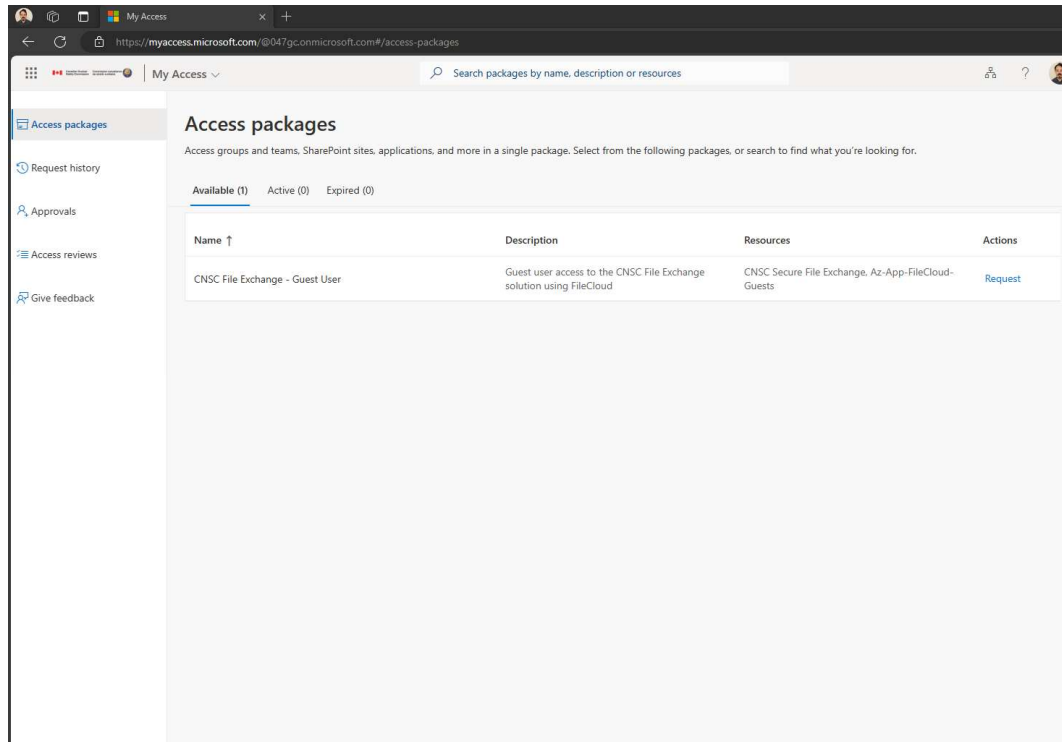 My Access
https://myaccess.microsoft.com/@047gc.onmicrosoft.com#/access-packages
My Access
Search packages by name, description or resources
?
Access packages
Request history
Approvals
Access reviews
Give feedback
Access packages
Access groups and teams, SharePoint sites, applications, and more in a single package. Select from the following packages, or search to find what you're looking for.
Available (1) Active (0) Expired (0)
Name ↑ Description Resources Actions
CNSC File Exchange - Guest User
Guest user access to the CNSC File Exchange
solution using FileCloud
CNSC Secure File Exchange, Az-App-FileCloud-
Guests
Request